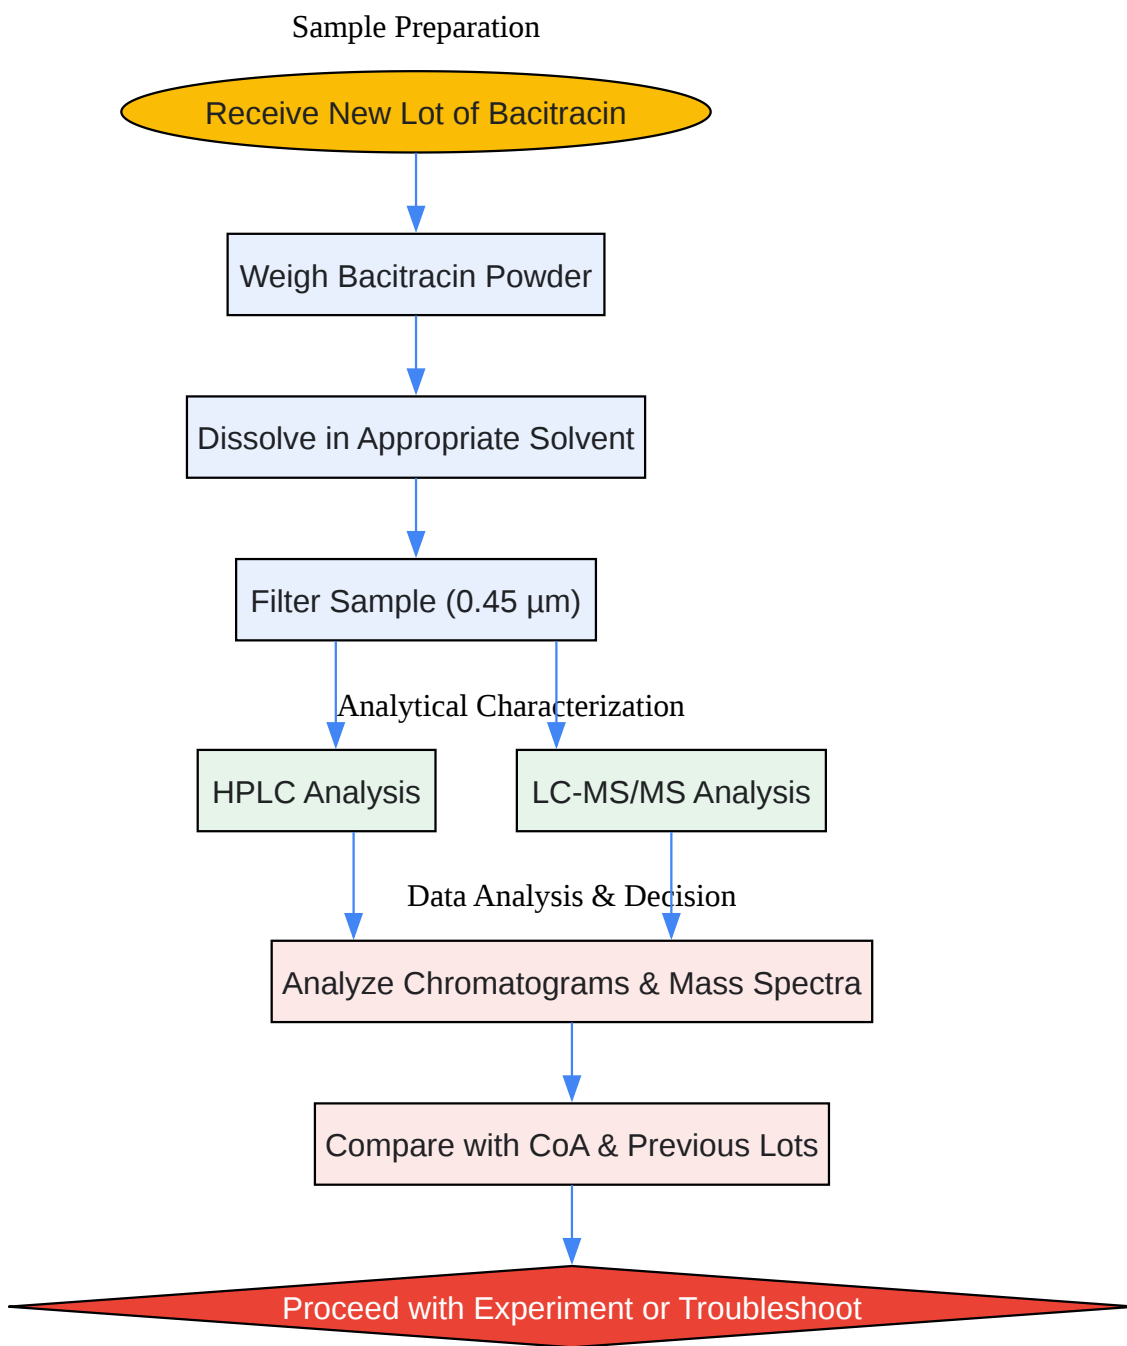 Sample Preparation
Receive New Lot of Bacitracin
Weigh Bacitracin Powder
Dissolve in Appropriate Solvent
Filter Sample (0.45 µm)
Analytical Characterization
HPLC Analysis
LC-MS/MS Analysis
Data Analysis & Decision
Analyze Chromatograms & Mass Spectra
Compare with CoA & Previous Lots
Proceed with Experiment or Troubleshoot